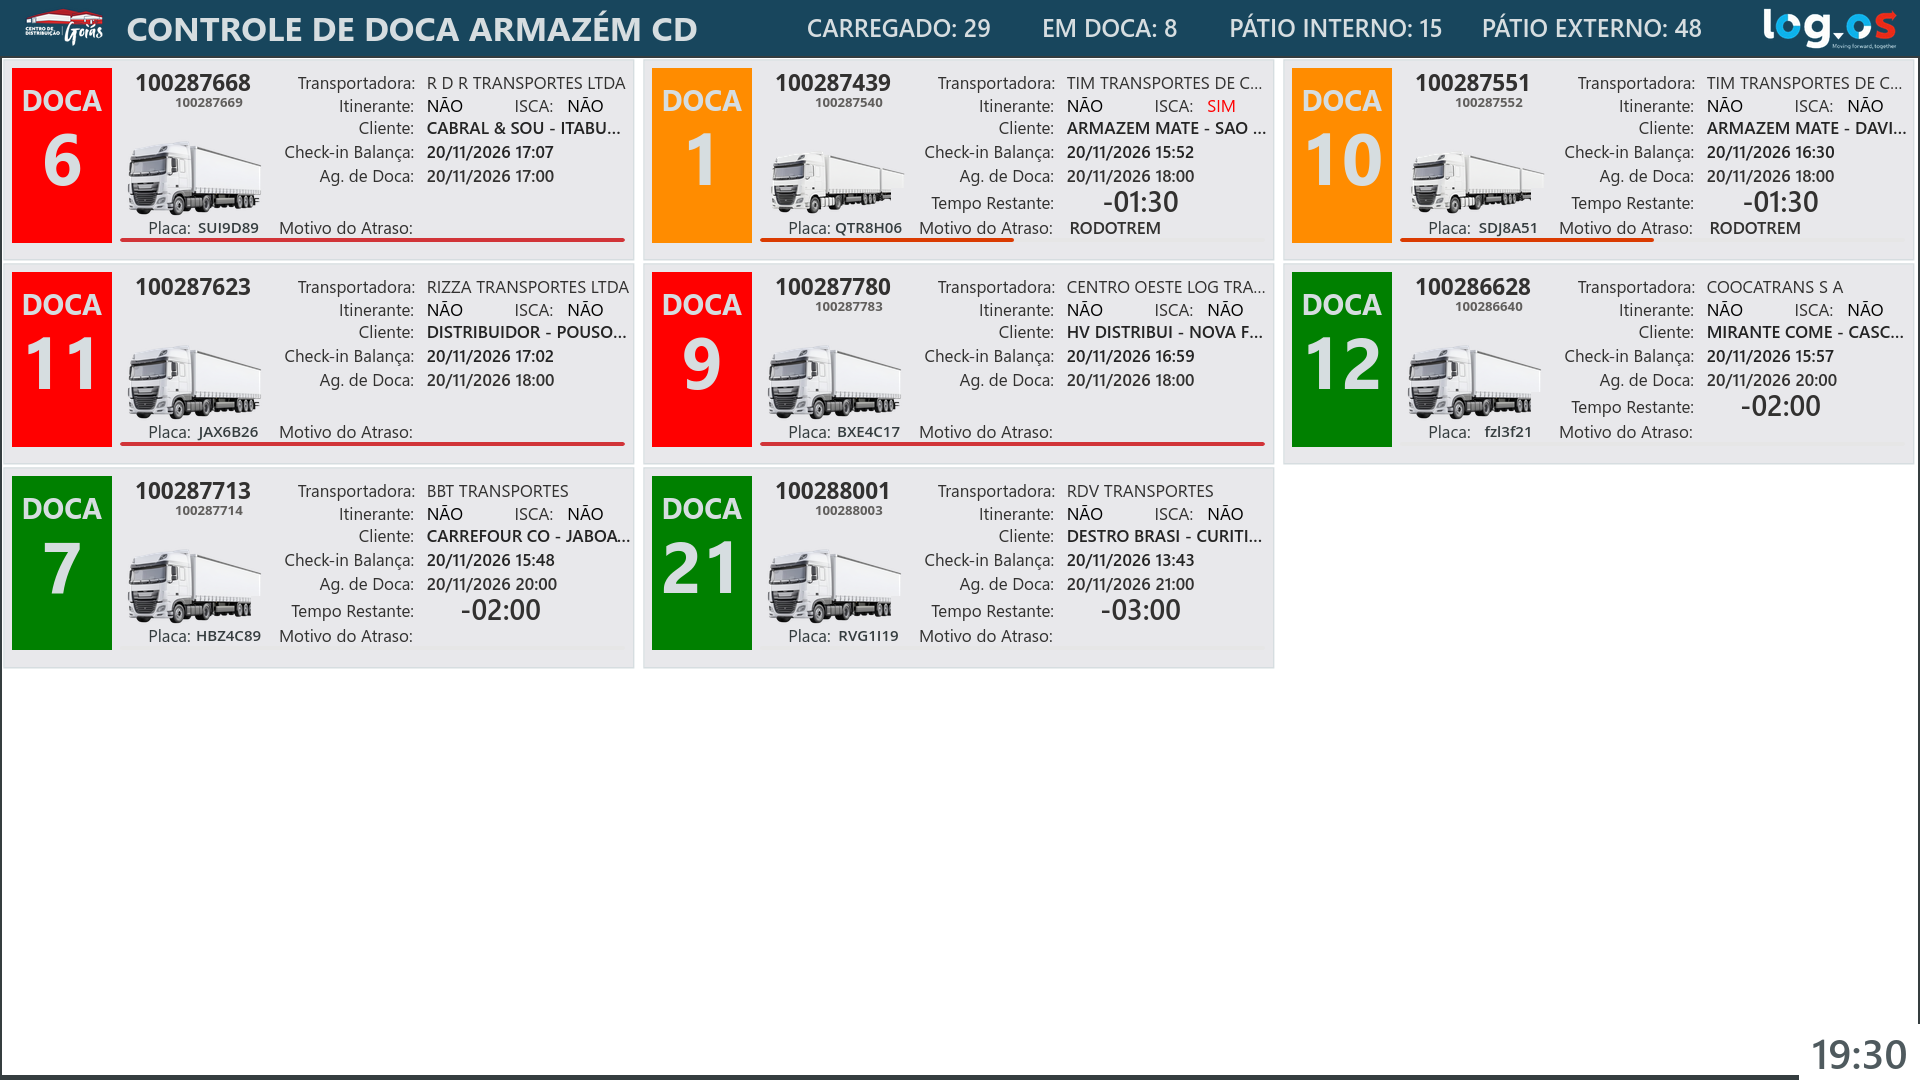 CENTRO DE DISTRIBUIÇÃO Goiás
CONTROLE DE DOCA ARMAZÉM CD
CARREGADO: 29
EM DOCA: 8
PÁTIO INTERNO: 15
PÁTIO EXTERNO: 48
log.os
Moving forward, together
DOCA
6
100287668
100287669
Transportadora: R D R TRANSPORTES LTDA
Itinerante: NÃO ISCA: NÃO
Cliente: CABRAL & SOU - ITABU...
Check-in Balança: 20/11/2026 17:07
Ag. de Doca: 20/11/2026 17:00
Placa: SUI9D89 Motivo do Atraso:
DOCA
1
100287439
100287540
Transportadora: TIM TRANSPORTES DE C...
Itinerante: NÃO ISCA: SIM
Cliente: ARMAZEM MATE - SAO ...
Check-in Balança: 20/11/2026 15:52
Ag. de Doca: 20/11/2026 18:00
Tempo Restante: -01:30
Placa: QTR8H06 Motivo do Atraso: RODOTREM
DOCA
10
100287551
100287552
Transportadora: TIM TRANSPORTES DE C...
Itinerante: NÃO ISCA: NÃO
Cliente: ARMAZEM MATE - DAVI...
Check-in Balança: 20/11/2026 16:30
Ag. de Doca: 20/11/2026 18:00
Tempo Restante: -01:30
Placa: SDJ8A51 Motivo do Atraso: RODOTREM
DOCA
11
100287623
Transportadora: RIZZA TRANSPORTES LTDA
Itinerante: NÃO ISCA: NÃO
Cliente: DISTRIBUIDOR - POUSO...
Check-in Balança: 20/11/2026 17:02
Ag. de Doca: 20/11/2026 18:00
Placa: JAX6B26 Motivo do Atraso:
DOCA
9
100287780
100287783
Transportadora: CENTRO OESTE LOG TRA...
Itinerante: NÃO ISCA: NÃO
Cliente: HV DISTRIBUI - NOVA F...
Check-in Balança: 20/11/2026 16:59
Ag. de Doca: 20/11/2026 18:00
Placa: BXE4C17 Motivo do Atraso:
DOCA
12
100286628
100286640
Transportadora: COOCATRANS S A
Itinerante: NÃO ISCA: NÃO
Cliente: MIRANTE COME - CASC...
Check-in Balança: 20/11/2026 15:57
Ag. de Doca: 20/11/2026 20:00
Tempo Restante: -02:00
Placa: fzl3f21 Motivo do Atraso:
DOCA
7
100287713
100287714
Transportadora: BBT TRANSPORTES
Itinerante: NÃO ISCA: NÃO
Cliente: CARREFOUR CO - JABOA...
Check-in Balança: 20/11/2026 15:48
Ag. de Doca: 20/11/2026 20:00
Tempo Restante: -02:00
Placa: HBZ4C89 Motivo do Atraso:
DOCA
21
100288001
100288003
Transportadora: RDV TRANSPORTES
Itinerante: NÃO ISCA: NÃO
Cliente: DESTRO BRASI - CURITI...
Check-in Balança: 20/11/2026 13:43
Ag. de Doca: 20/11/2026 21:00
Tempo Restante: -03:00
Placa: RVG1I19 Motivo do Atraso:
19:30